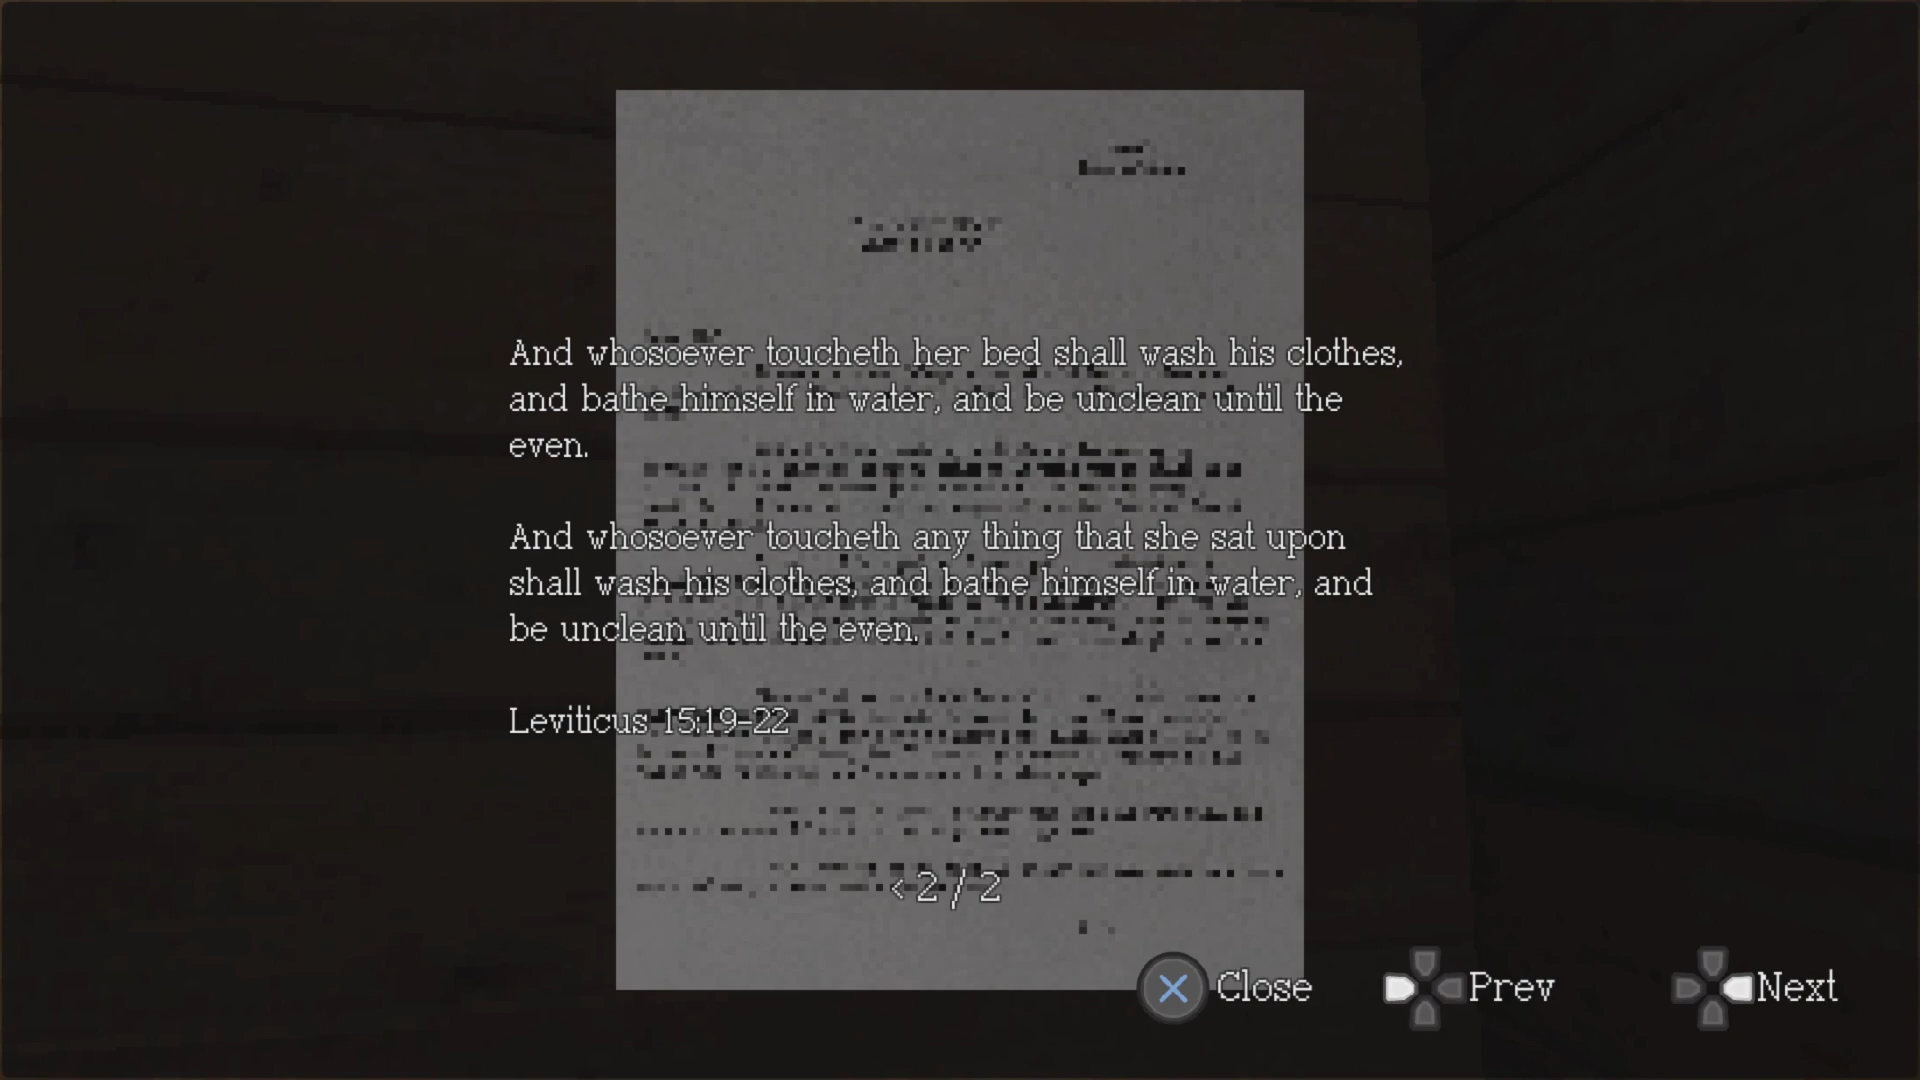 And whosoever toucheth her bed shall wash his clothes,
and bathe himself in water, and be unclean until the
even.
And whosoever toucheth any thing that she sat upon
shall wash his clothes, and bathe himself in water, and
be unclean until the even.
Leviticus 15:19-22
<2/2
Close Prev Next